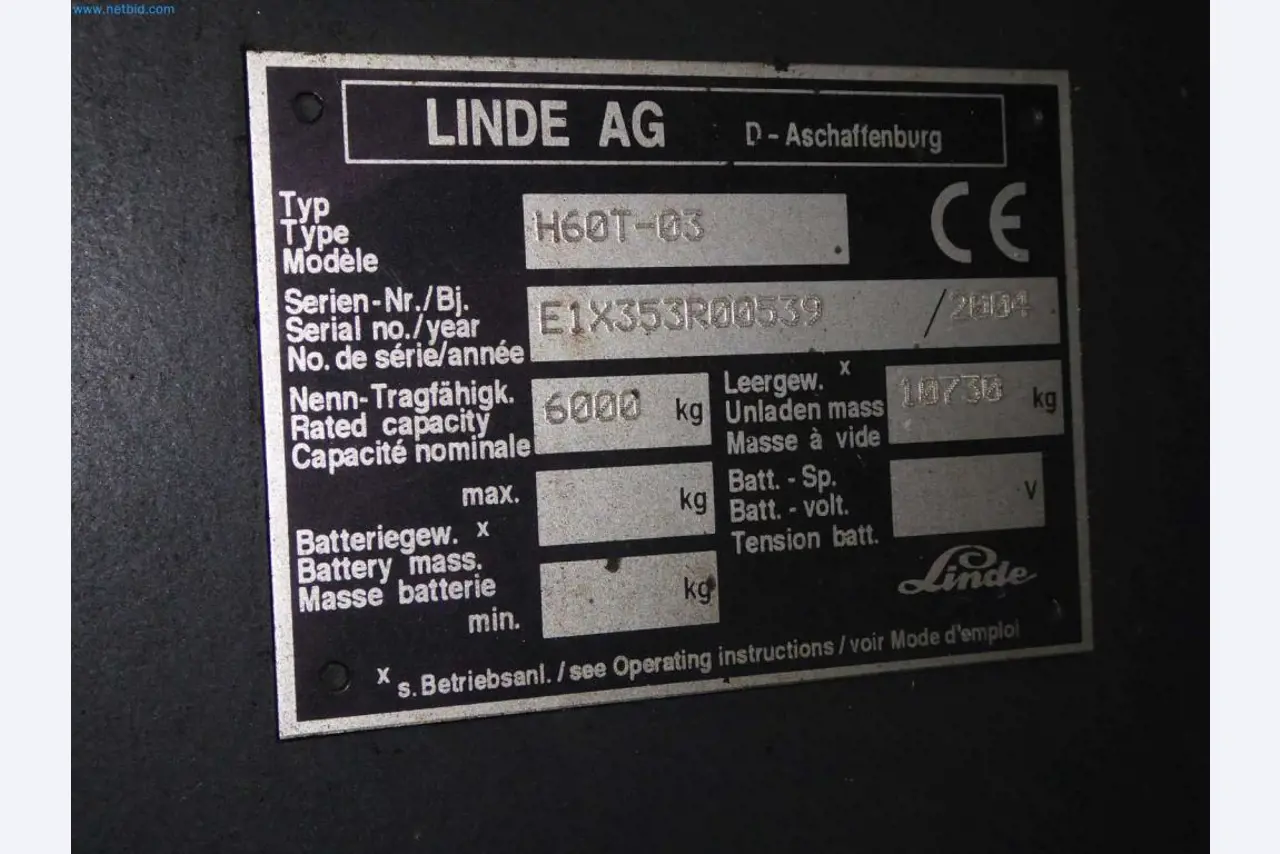 www.netbid.com
LINDE AG D-Aschaffenburg
Typ
Type
Modèle
H60T-03
CE
Serien-Nr./Bj.
Serial no./year
No. de série/année
E1X353R00539 / 2004
Nenn-Tragfähigk.
Rated capacity
Capacité nominale
6000 kg
Leergew. x
Unladen mass
Masse à vide
10730 kg
max.
kg
Batteriegew. x
Battery mass.
Masse batterie
min.
kg
Batt. - Sp.
Batt. - volt.
Tension batt.
V
Linde
x s. Betriebsanl. / see Operating instructions / voir Mode d'emploi